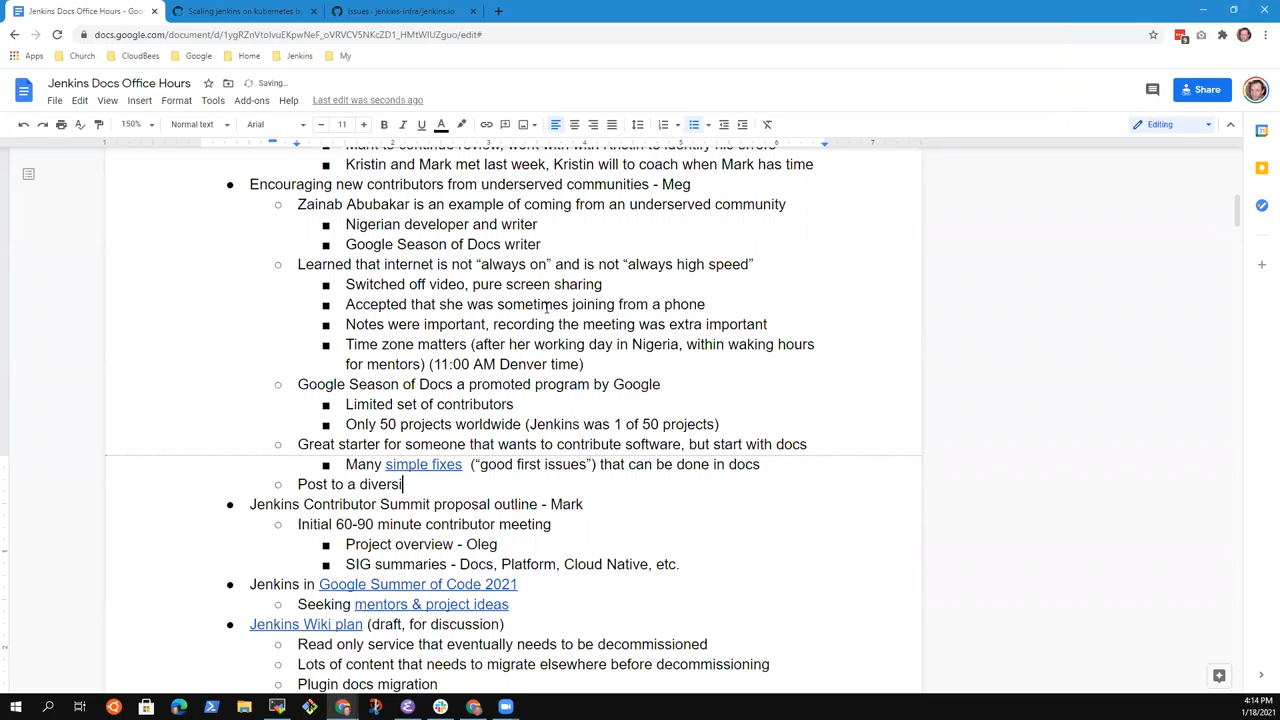 Jenkins Docs Office Hours - Goo
Scaling jenkins on kubernetes b
Issues - jenkins-infra/jenkins.io
docs.google.com/document/d/1ygRZnVtoIvuEKpwNeF_oVRVCV5NKcZD1_HMtWIUZguo/edit#
Apps Church CloudBees Google Home Jenkins My
Jenkins Docs Office Hours Saving...
File Edit View Insert Format Tools Add-ons Help Last edit was seconds ago
Share
150% Normal text Arial 11 Editing
1 2 3 4 5 6 7
Kristin and Mark met last week, Kristin will to coach when Mark has time
Encouraging new contributors from underserved communities - Meg
Zainab Abubakar is an example of coming from an underserved community
Nigerian developer and writer
Google Season of Docs writer
Learned that internet is not “always on” and is not “always high speed”
Switched off video, pure screen sharing
Accepted that she was sometimes joining from a phone
Notes were important, recording the meeting was extra important
Time zone matters (after her working day in Nigeria, within waking hours
for mentors) (11:00 AM Denver time)
Google Season of Docs a promoted program by Google
Limited set of contributors
Only 50 projects worldwide (Jenkins was 1 of 50 projects)
Great starter for someone that wants to contribute software, but start with docs
Many simple fixes (“good first issues”) that can be done in docs
Post to a diversi
Jenkins Contributor Summit proposal outline - Mark
Initial 60-90 minute contributor meeting
Project overview - Oleg
SIG summaries - Docs, Platform, Cloud Native, etc.
Jenkins in Google Summer of Code 2021
Seeking mentors & project ideas
Jenkins Wiki plan (draft, for discussion)
Read only service that eventually needs to be decommissioned
Lots of content that needs to migrate elsewhere before decommissioning
Plugin docs migration
4:14 PM
1/18/2021